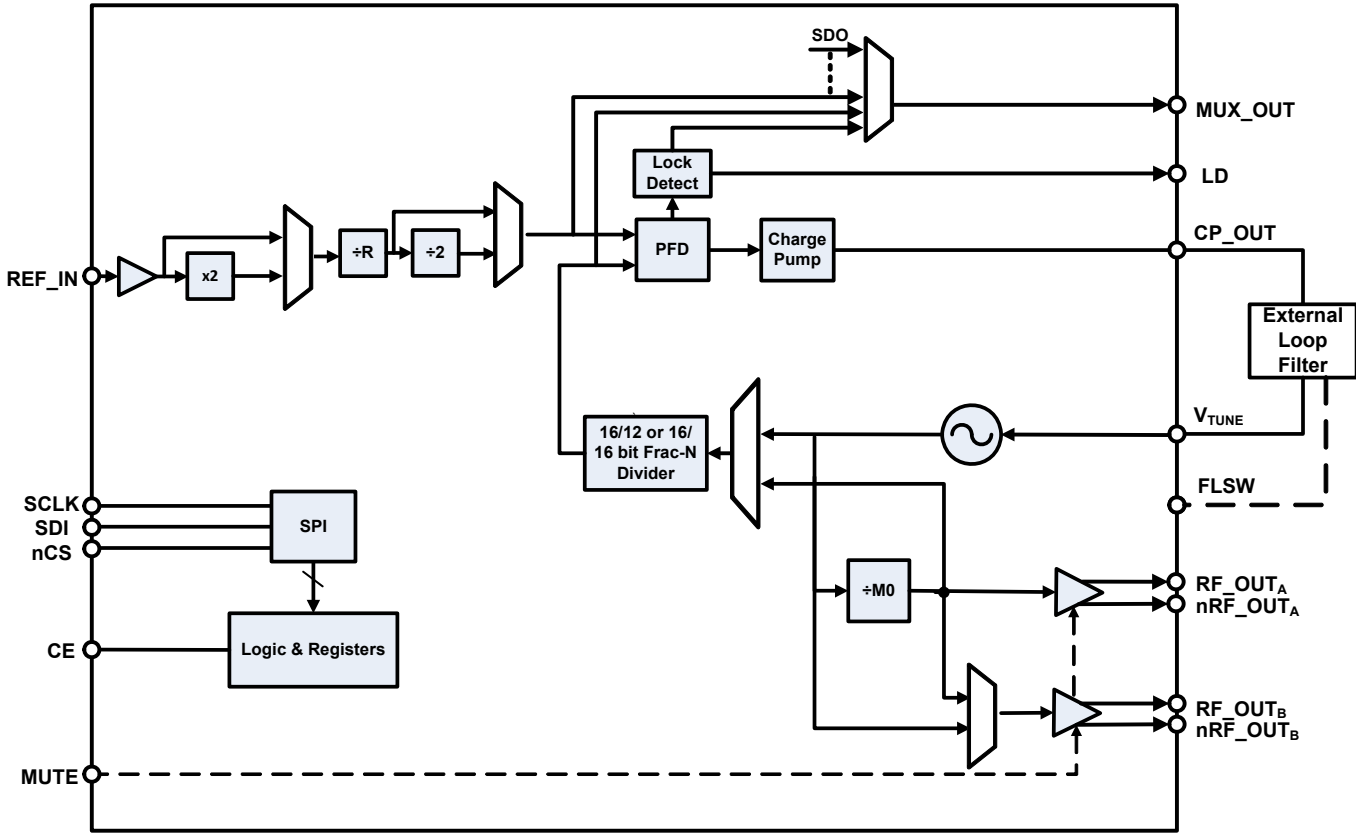 SDO
MUX_OUT
Lock
Detect
LD
REF_IN
x2
÷R
÷2
PFD
Charge
Pump
CP_OUT
External
Loop
Filter
16/12 or 16/
16 bit Frac-N
Divider
VTUNE
FLSW
SCLK
SDI
nCS
SPI
÷M0
RF_OUTA
nRF_OUTA
CE
Logic & Registers
RF_OUTB
nRF_OUTB
MUTE